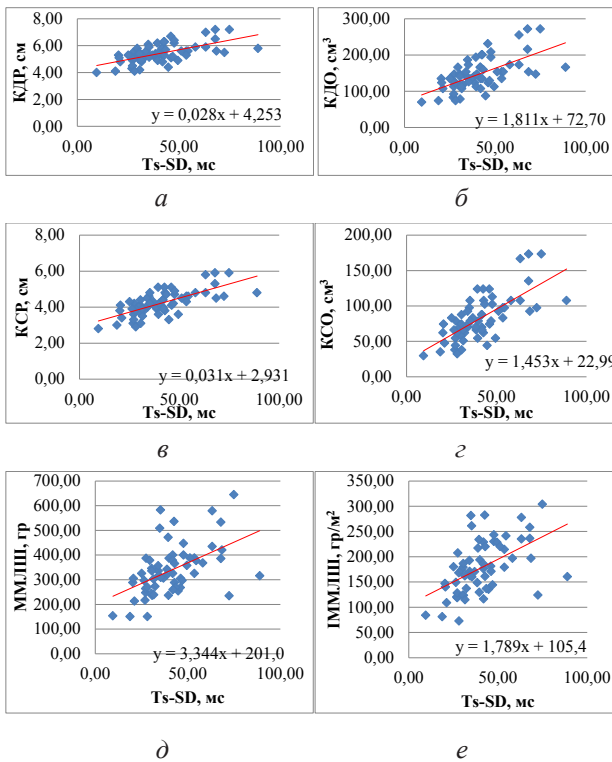 8,00
6,00
4,00
2,00
0,00
КДР, см
y = 0,028x + 4,253
0,00
50,00
100,00
Ts-SD, мс
а
300,00
200,00
100,00
0,00
КДО, см³
y = 1,811x + 72,70
0,00
50,00
100,00
Ts-SD, мс
б
8,00
6,00
4,00
2,00
0,00
КСР, см
y = 0,031x + 2,931
0,00
50,00
100,00
Ts-SD, мс
в
200,00
150,00
100,00
50,00
0,00
КСО, см³
y = 1,453x + 22,99
0,00
50,00
100,00
Ts-SD, мс
г
700,00
600,00
500,00
400,00
300,00
200,00
100,00
0,00
ММЛШ, гр
y = 3,344x + 201,0
0,00
50,00
100,00
Ts-SD, мс
д
350,00
300,00
250,00
200,00
150,00
100,00
50,00
0,00
ІММЛШ, гр/м²
y = 1,789x + 105,4
0,00
50,00
100,00
Ts-SD, мс
е